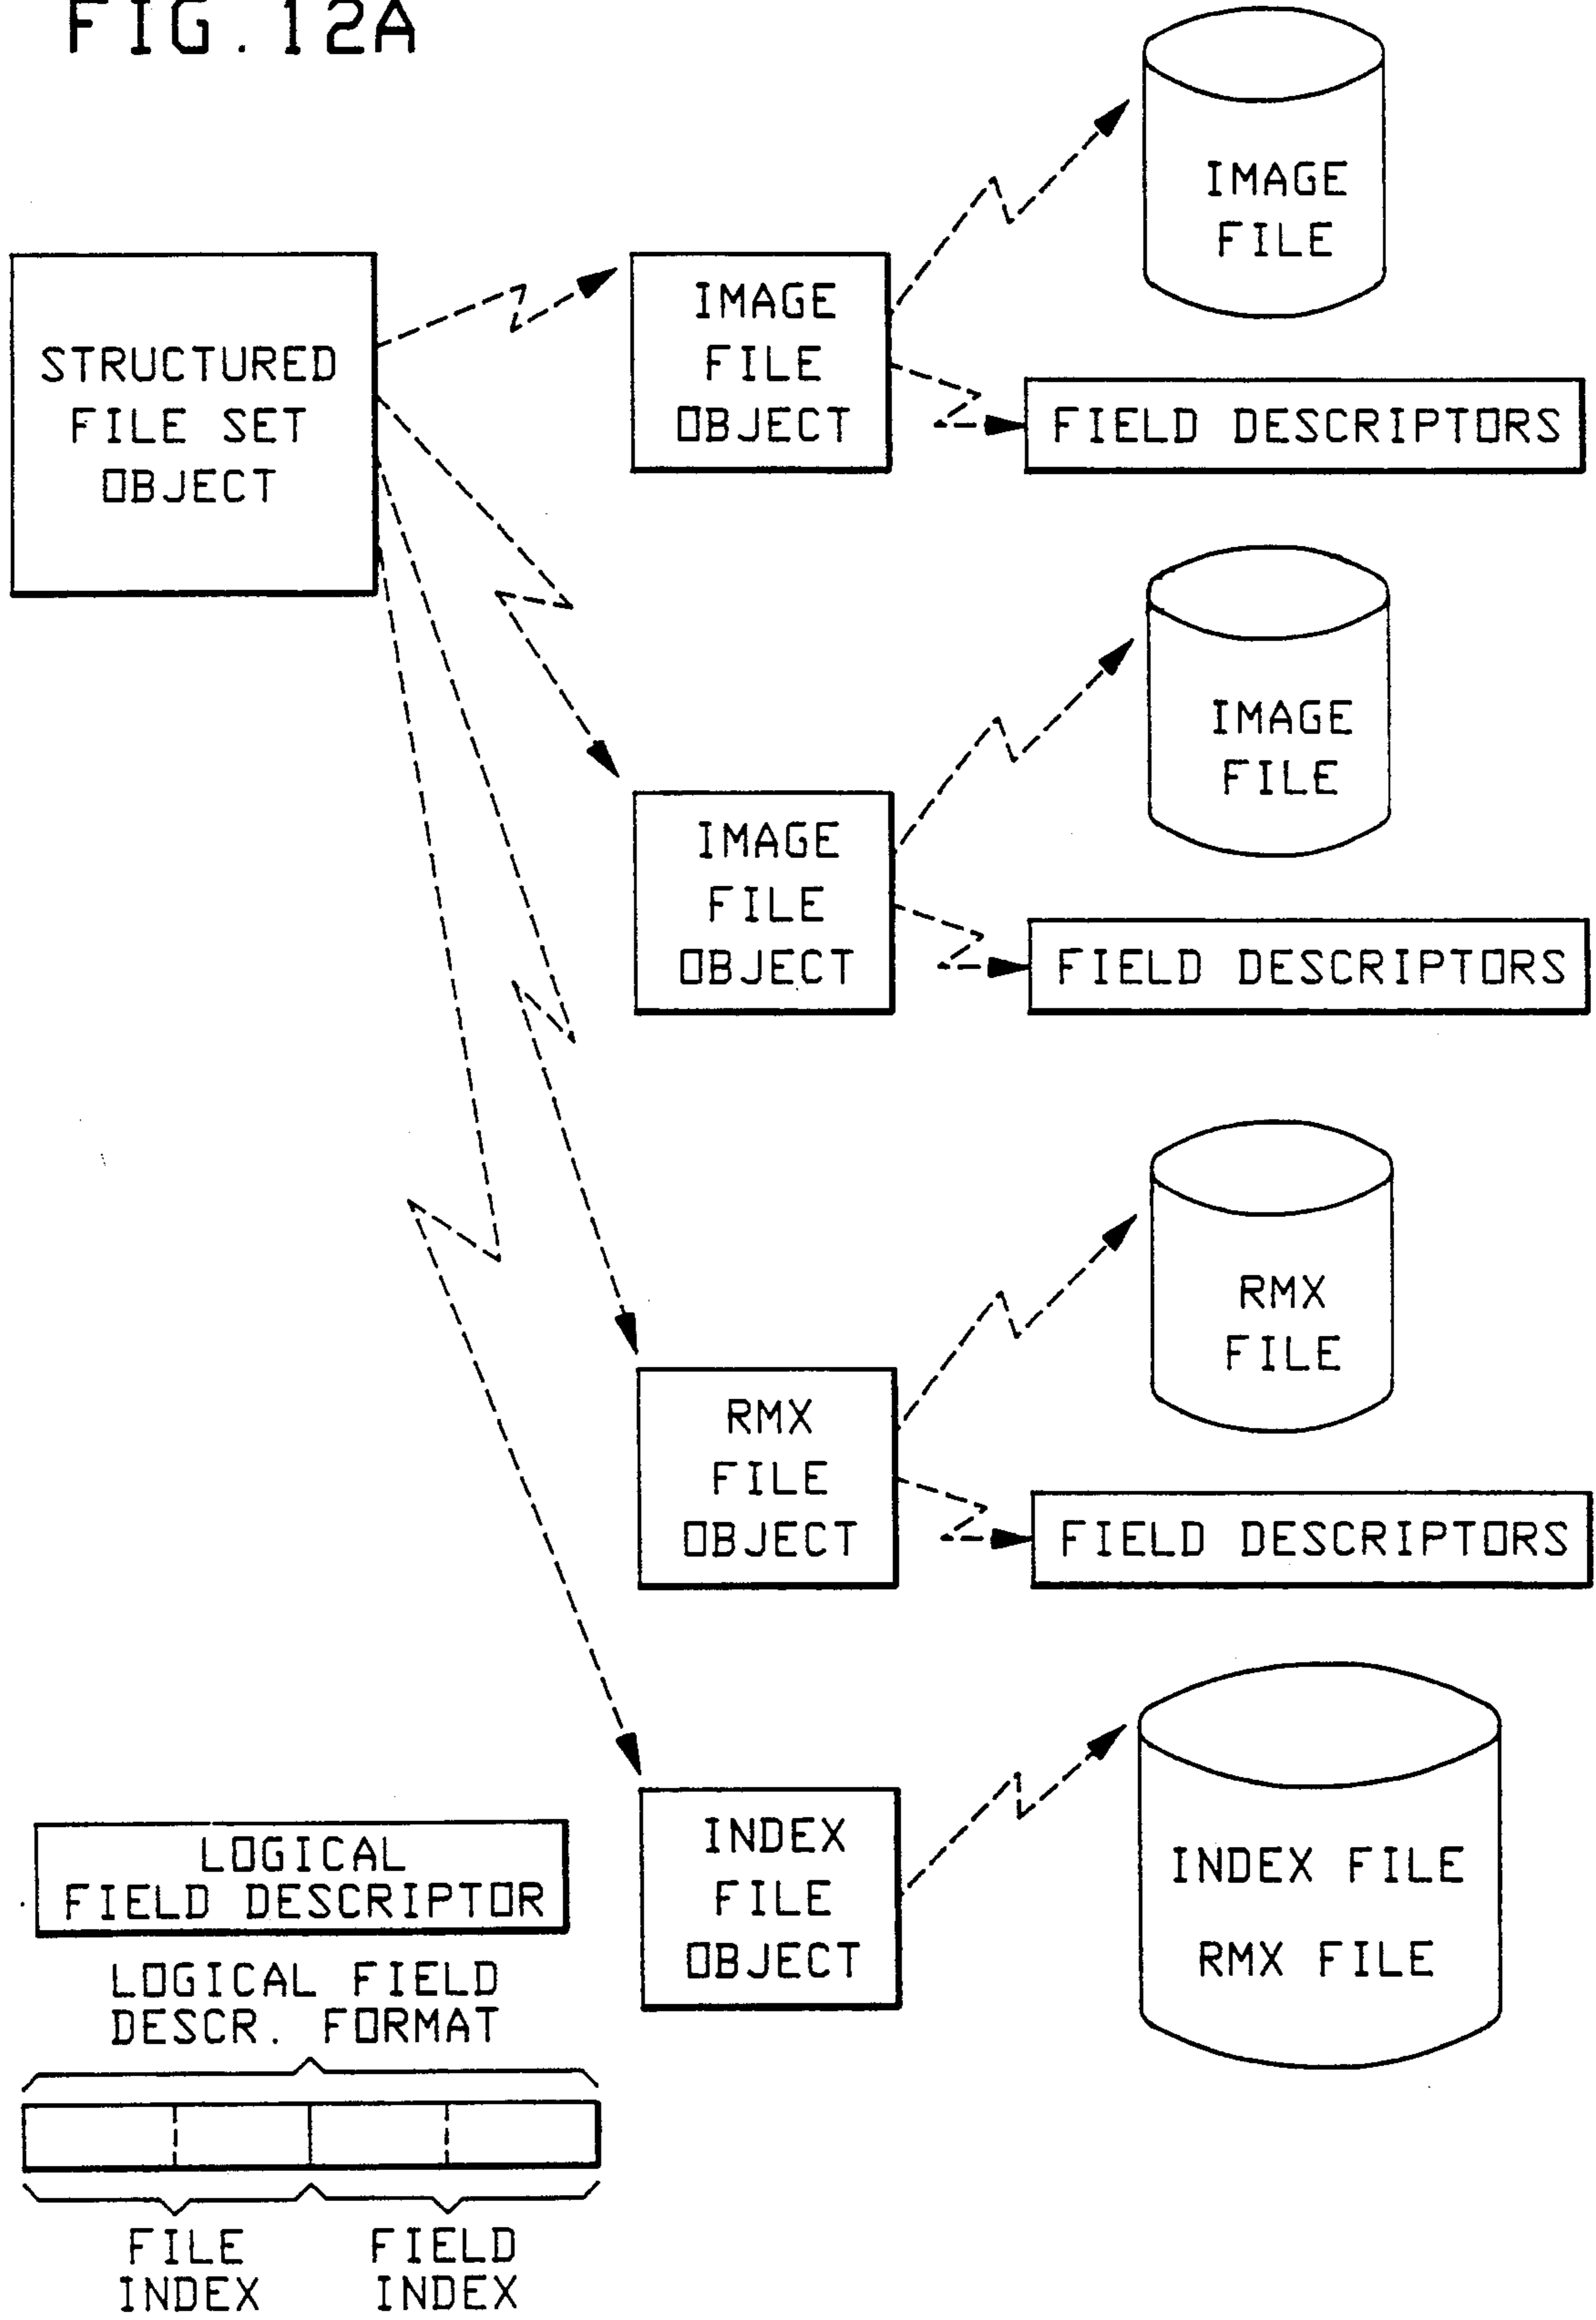 FIG.12A
IMAGE
FILE
STRUCTURED
FILE SET
OBJECT
IMAGE
FILE
OBJECT
FIELD DESCRIPTORS
IMAGE
FILE
IMAGE
FILE
OBJECT
FIELD DESCRIPTORS
RMX
FILE
RMX
FILE
OBJECT
FIELD DESCRIPTORS
INDEX
FILE
OBJECT
INDEX FILE
RMX FILE
LOGICAL
FIELD DESCRIPTOR
LOGICAL FIELD
DESCR. FORMAT
FILE
INDEX
FIELD
INDEX